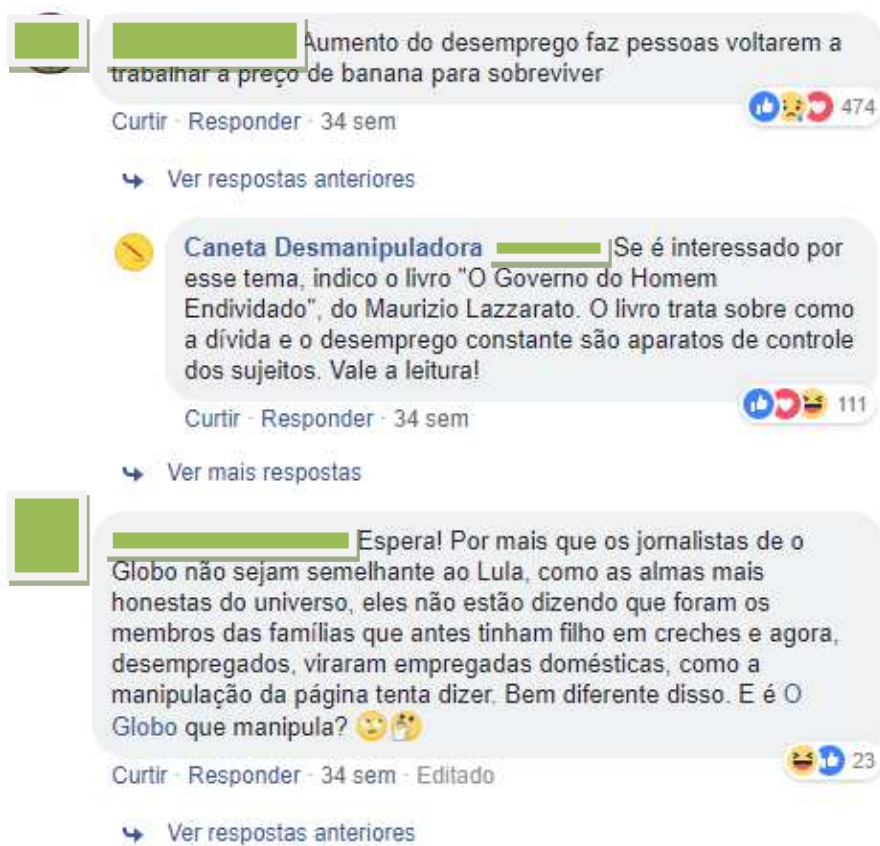 Aumento do desemprego faz pessoas voltarem a
trabalhar a preço de banana para sobreviver
474
Curtir · Responder · 34 sem
Ver respostas anteriores
Caneta Desmanipuladora Se é interessado por
esse tema, indico o livro "O Governo do Homem
Endividado", do Maurizio Lazzarato. O livro trata sobre como
a dívida e o desemprego constante são aparatos de controle
dos sujeitos. Vale a leitura!
111
Curtir · Responder · 34 sem
Ver mais respostas
Espera! Por mais que os jornalistas de o
Globo não sejam semelhante ao Lula, como as almas mais
honestas do universo, eles não estão dizendo que foram os
membros das famílias que antes tinham filho em creches e agora,
desempregados, viraram empregadas domésticas, como a
manipulação da página tenta dizer. Bem diferente disso. E é O
Globo que manipula? 🙄🤔
23
Curtir · Responder · 34 sem · Editado
Ver respostas anteriores